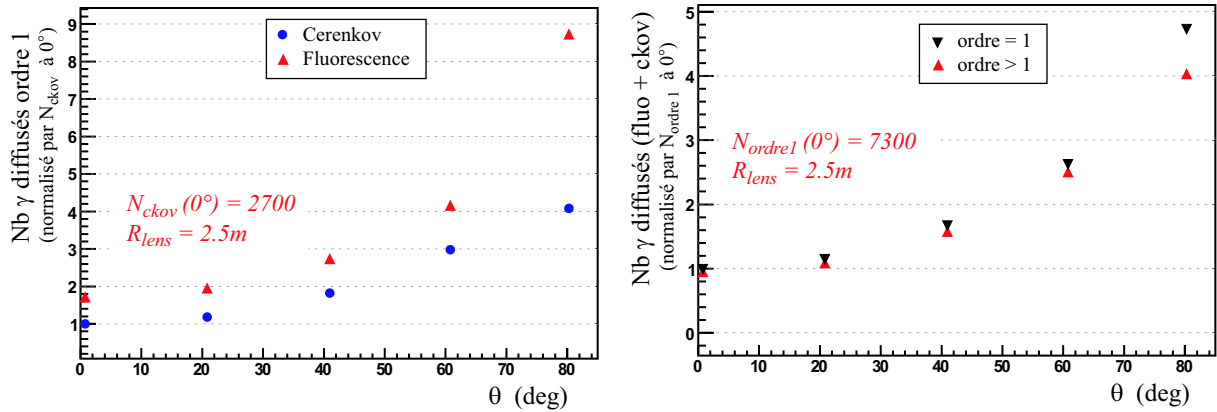 Nb γ diffusés ordre 1
(normalisé par N_ckov à 0°)
9
8
7
6
5
4
3
2
1
Cerenkov
Fluorescence
N_ckov (0°) = 2700
R_lens = 2.5m
0 10 20 30 40 50 60 70 80
θ (deg)
Nb γ diffusés (fluo + ckov)
(normalisé par N_ordre 1 à 0°)
5
4
3
2
1
0
ordre = 1
ordre > 1
N_ordre1 (0°) = 7300
R_lens = 2.5m
0 10 20 30 40 50 60 70 80
θ (deg)